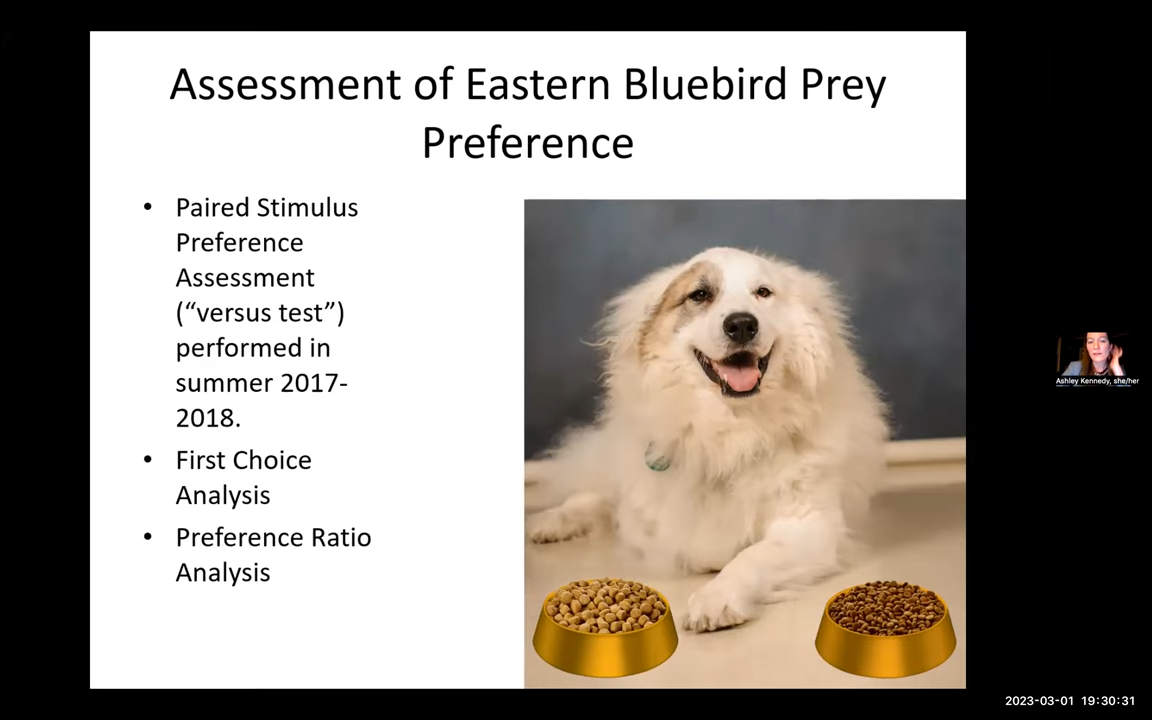 Assessment of Eastern Bluebird Prey
Preference
• Paired Stimulus
Preference
Assessment
(“versus test”)
performed in
summer 2017-
2018.
• First Choice
Analysis
• Preference Ratio
Analysis
Ashley Kennedy, she/her
2023-03-01 19:30:31